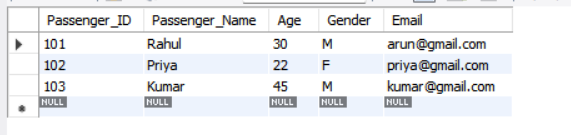 Passenger_ID Passenger_Name Age Gender Email
101 Rahul 30 M arun@gmail.com
102 Priya 22 F priya@gmail.com
103 Kumar 45 M kumar@gmail.com
NULL NULL NULL NULL NULL